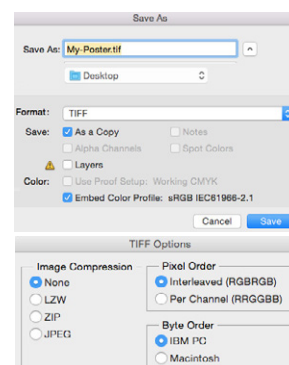 Save As
Save As: My-Poster.tif
Desktop
Format: TIFF
Save: As a Copy Notes
Alpha Channels Spot Colors
Layers
Color: Use Proof Setup: Working CMYK
Embed Color Profile: sRGB IEC61966-2.1
Cancel Save
TIFF Options
Image Compression Pixel Order
None Interleaved (RGBRGB)
LZW Per Channel (RRGGBB)
ZIP
JPEG Byte Order
IBM PC
Macintosh